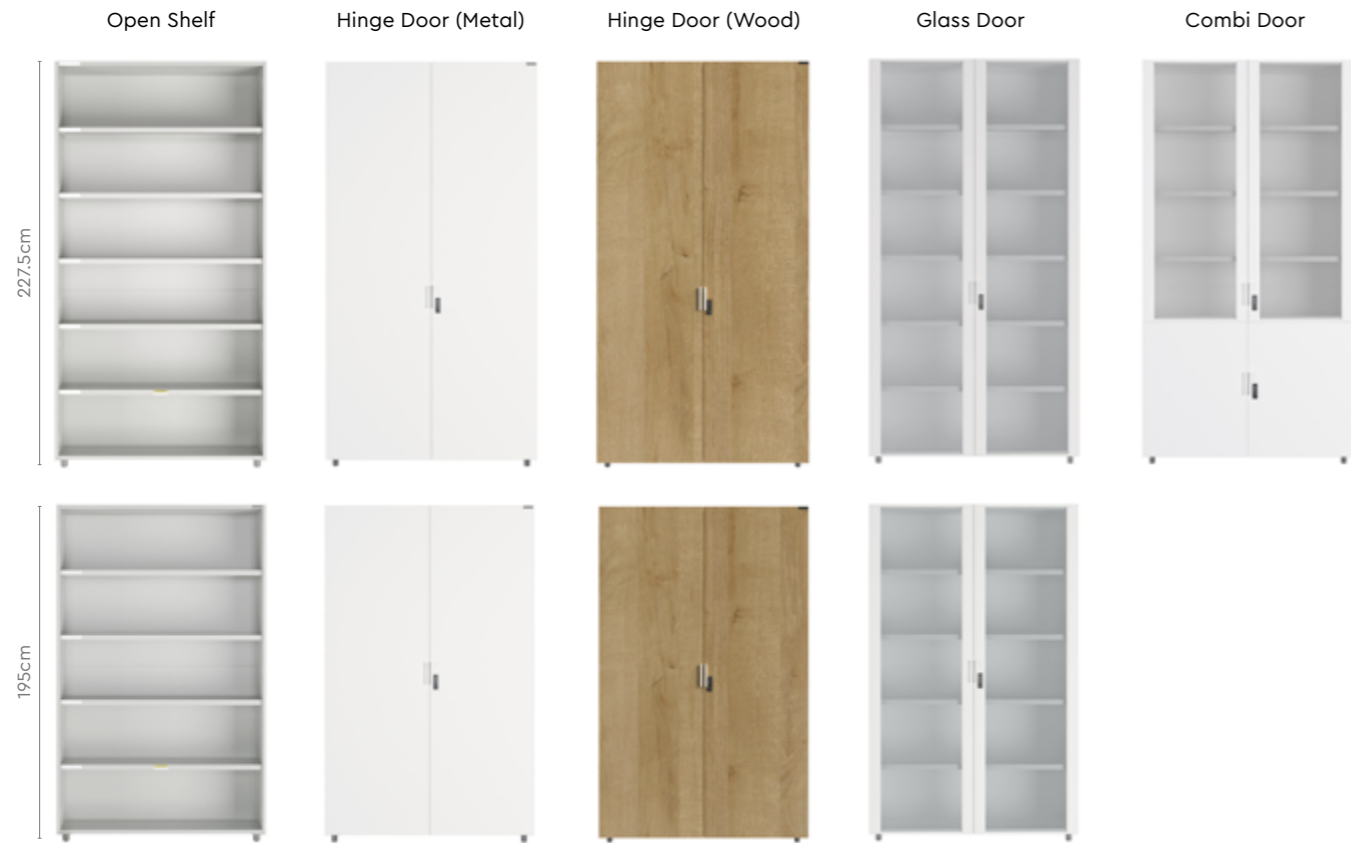 Open Shelf
Hinge Door (Metal)
Hinge Door (Wood)
Glass Door
Combi Door
227.5cm
195cm